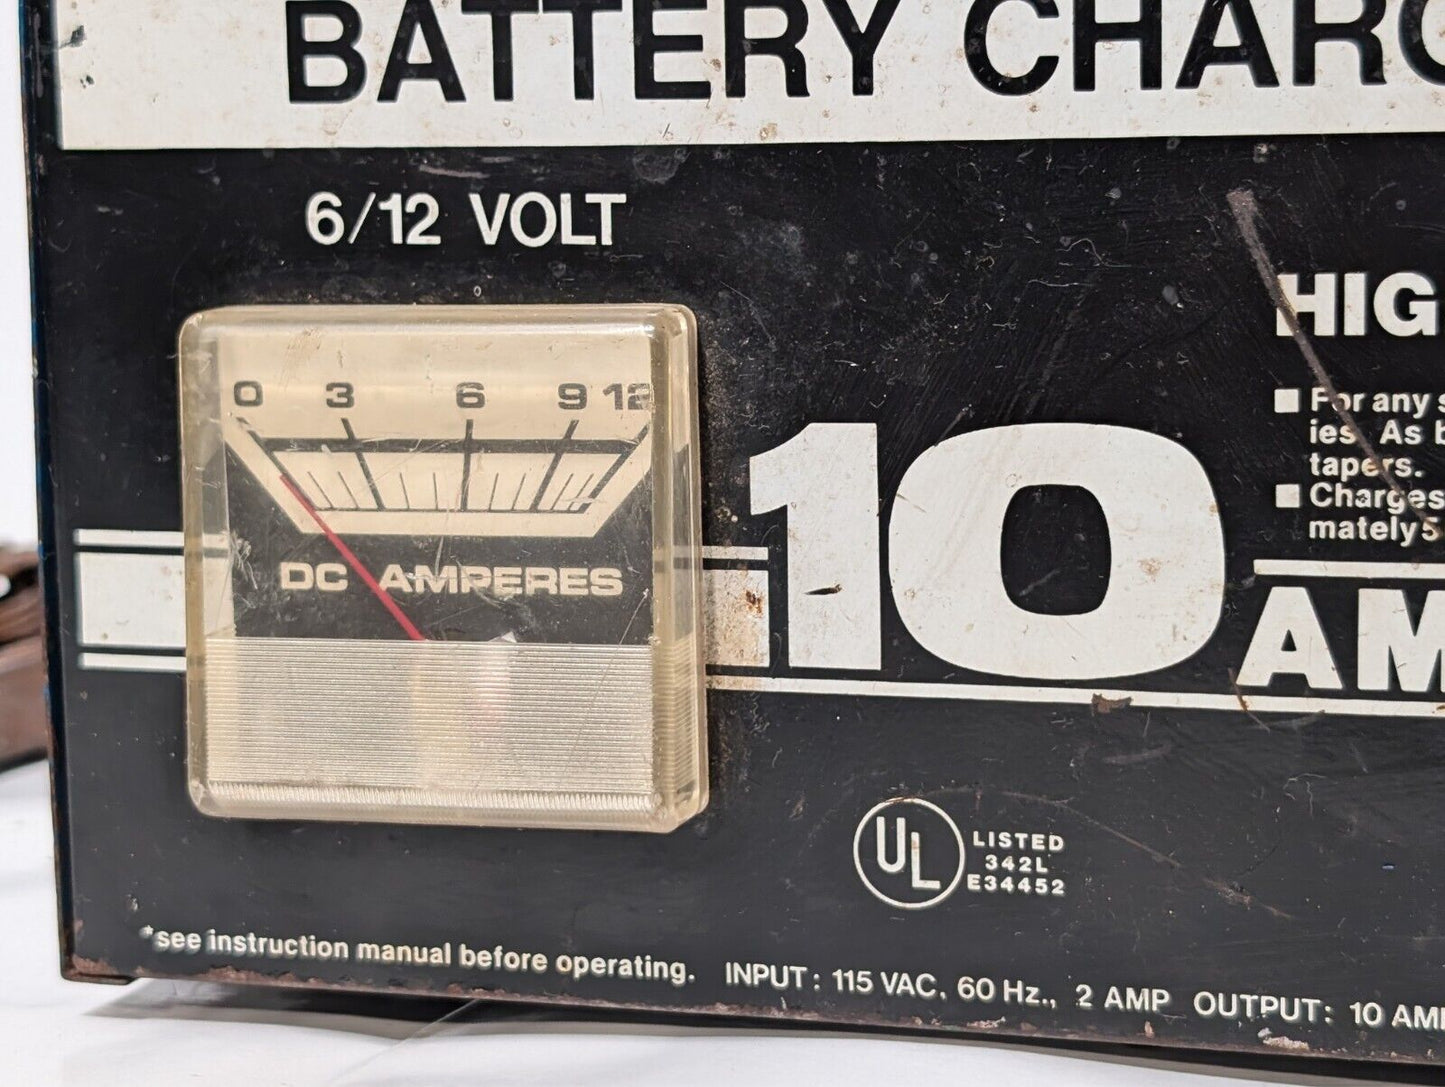 BATTERY CHARG
6/12 VOLT
0 3 6 9 12
DC AMPERES
HIG
■ For any s
ies. As b
tapers.
■ Charges
mately 5
10
AM
UL
LISTED
342L
E34452
*see instruction manual before operating. INPUT: 115 VAC, 60 Hz., 2 AMP OUTPUT: 10 AM